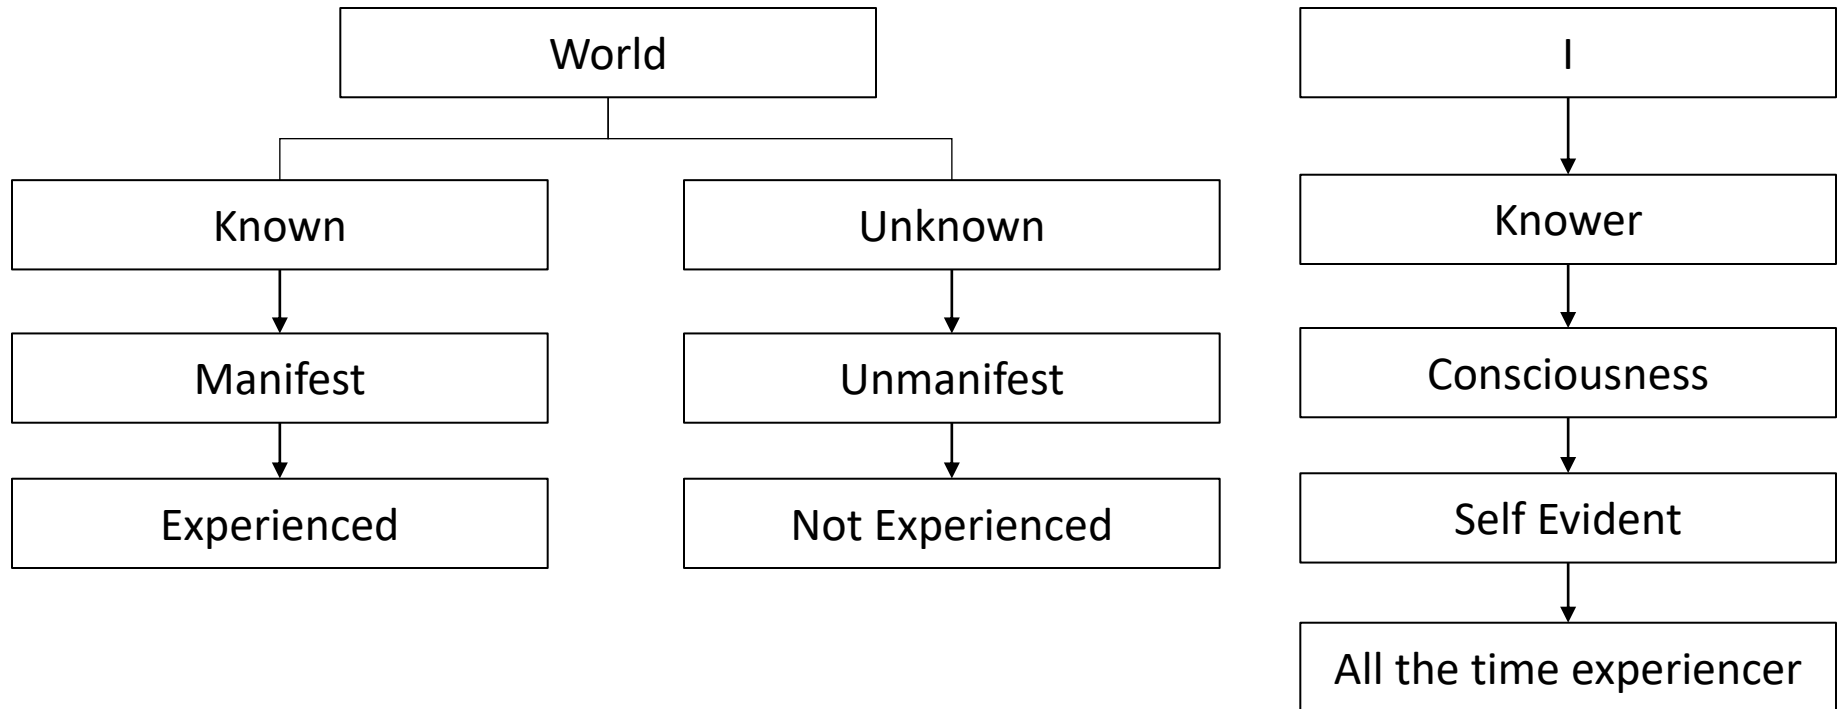 World
Known
Unknown
Manifest
Unmanifest
Experienced
Not Experienced
I
Knower
Consciousness
Self Evident
All the time experiencer